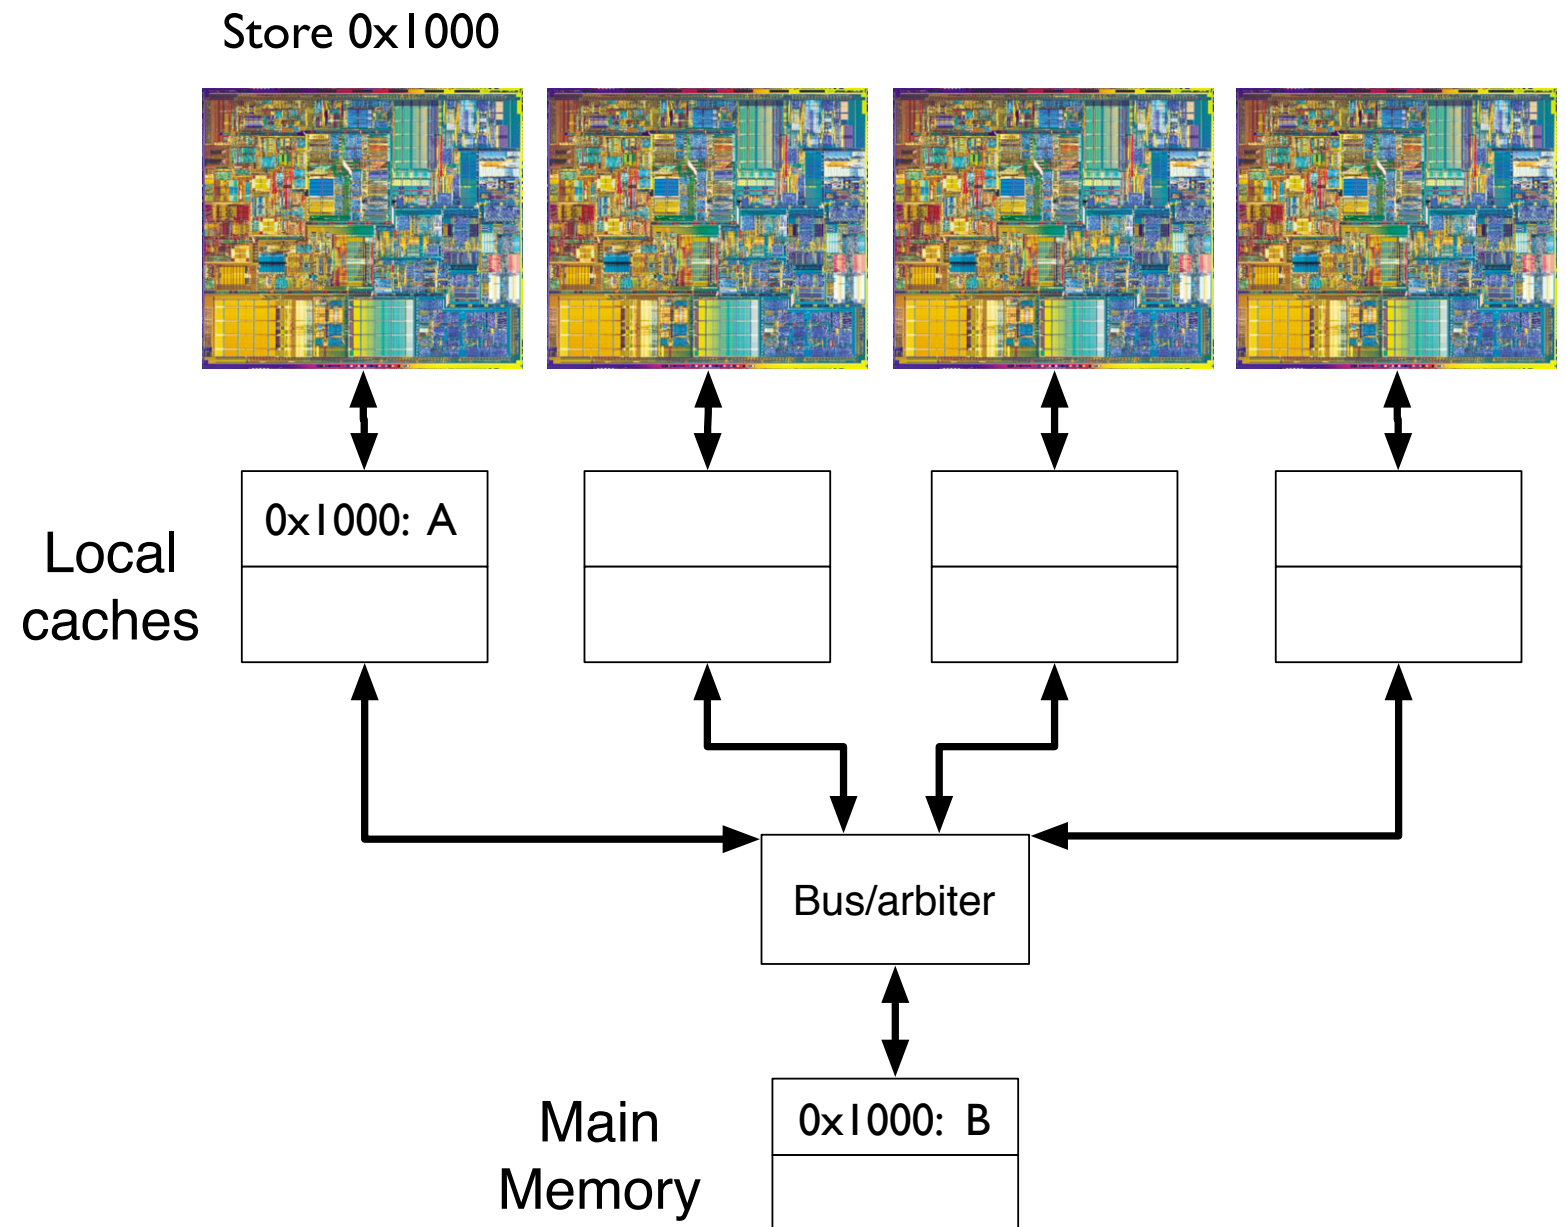 Store 0x1000
0x1000: A
Local
caches
Bus/arbiter
0x1000: B
Main
Memory